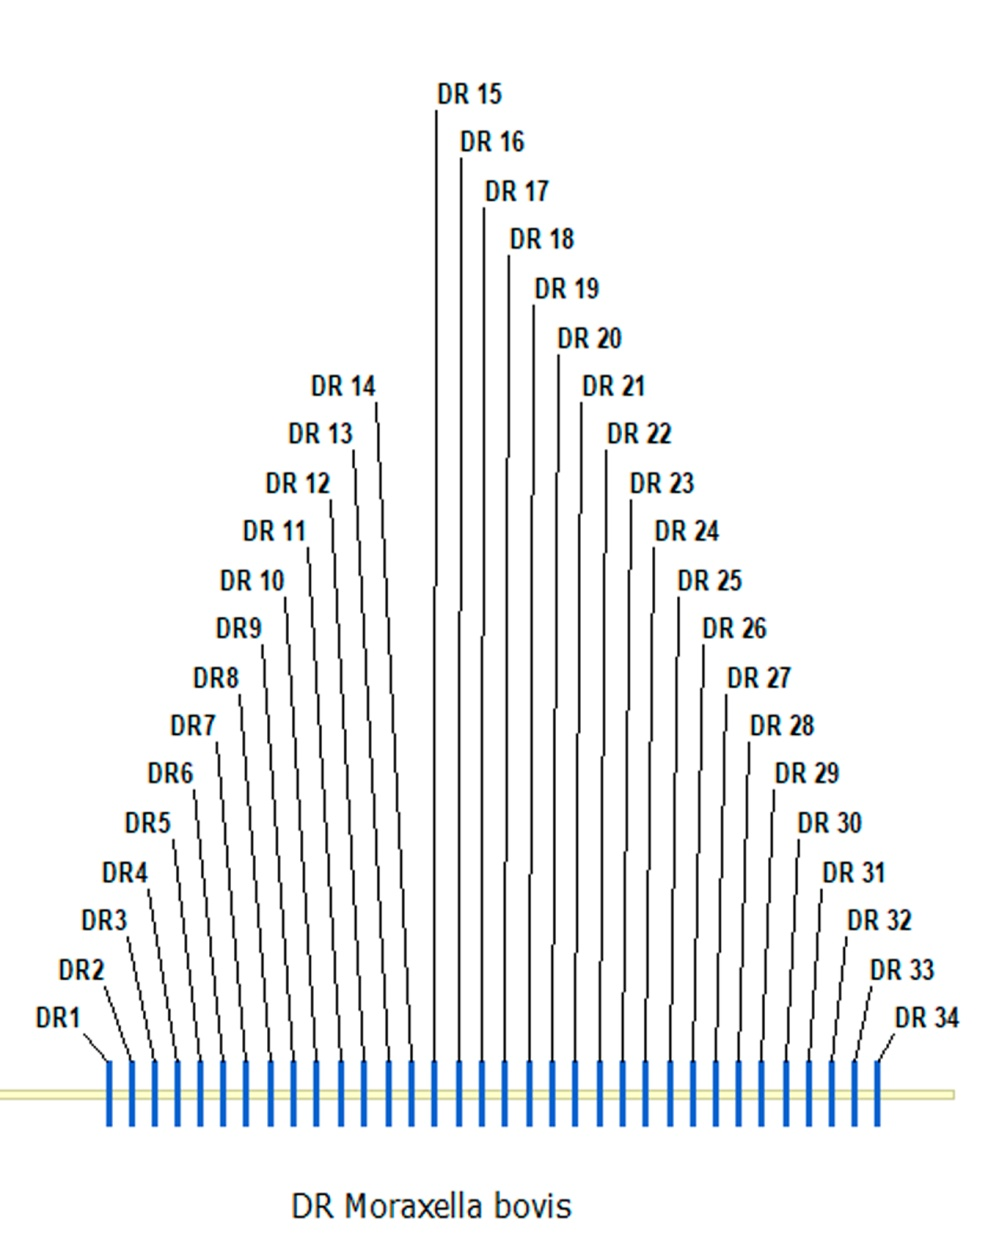 DR 15
DR 16
DR 17
DR 18
DR 19
DR 20
DR 14
DR 21
DR 13
DR 22
DR 12
DR 23
DR 11
DR 24
DR 10
DR 25
DR9
DR 26
DR8
DR 27
DR7
DR 28
DR6
DR 29
DR5
DR 30
DR4
DR 31
DR3
DR 32
DR2
DR 33
DR1
DR 34
DR Moraxella bovis